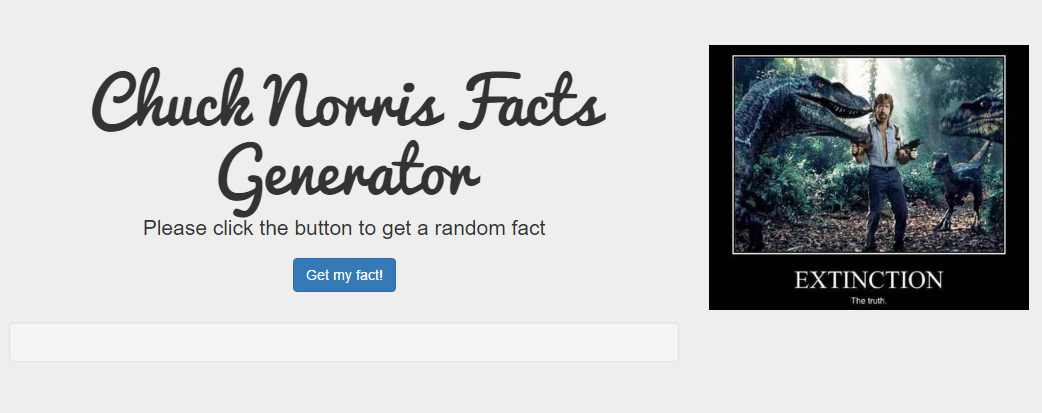 Chuck Norris Facts
Generator
Please click the button to get a random fact
Get my fact!
EXTINCTION
The truth.